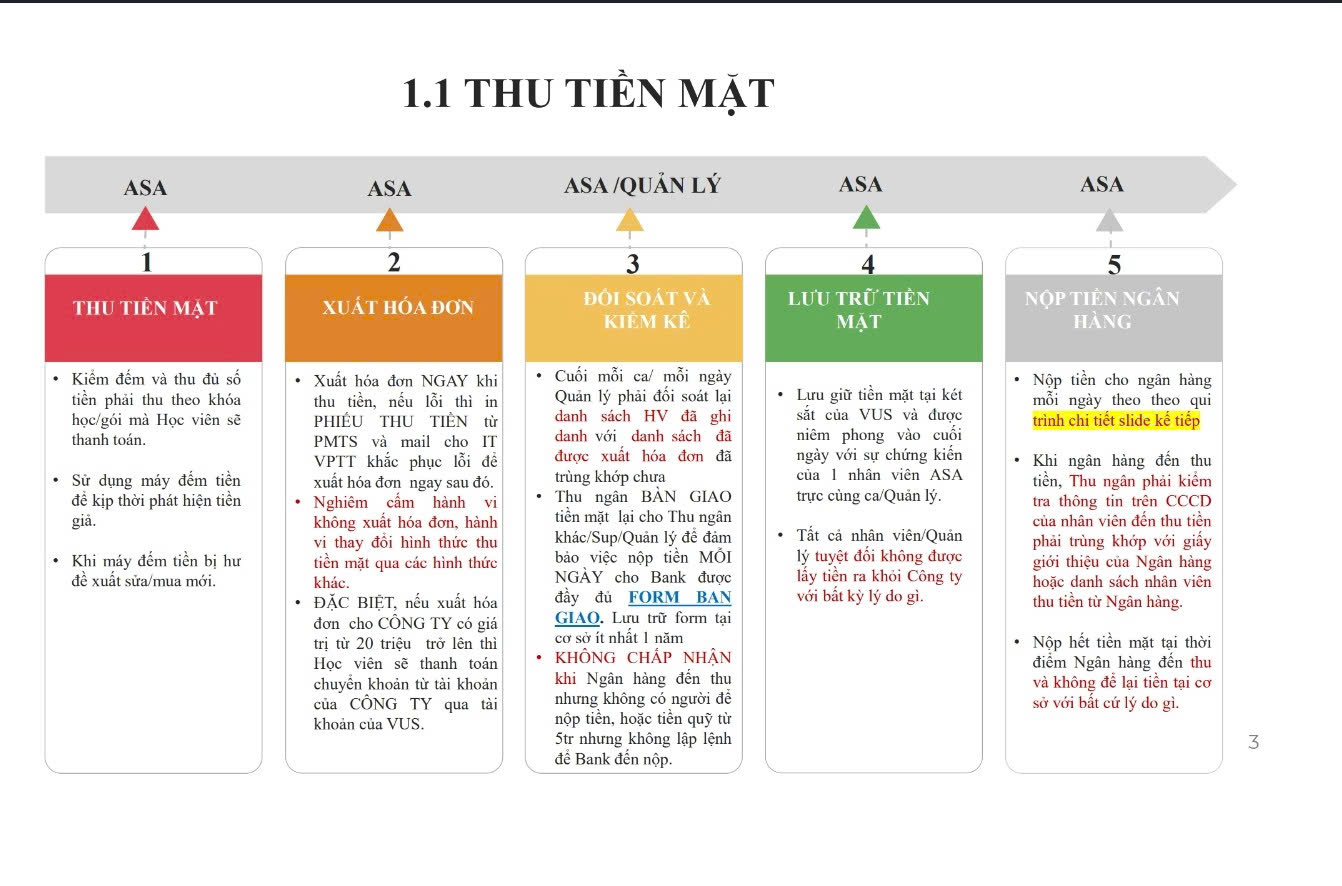 1.1 THU TIỀN MẶT
ASA
ASA
ASA /QUẢN LÝ
ASA
ASA
1
THU TIỀN MẶT
• Kiểm đếm và thu đủ số
tiền phải thu theo khóa
học/gói mà Học viên sẽ
thanh toán.
• Sử dụng máy đếm tiền
để kịp thời phát hiện tiền
giả.
• Khi máy đếm tiền bị hư
đề xuất sửa/mua mới.
2
XUẤT HÓA ĐƠN
• Xuất hóa đơn NGAY khi
thu tiền, nếu lỗi thì in
PHIẾU THU TIỀN từ
PMTS và mail cho IT
VPTT khắc phục lỗi để
xuất hóa đơn ngay sau đó.
• Nghiêm cấm hành vi
không xuất hóa đơn, hành
vi thay đổi hình thức thu
tiền mặt qua các hình thức
khác.
• ĐẶC BIỆT, nếu xuất hóa
đơn cho CÔNG TY có giá
trị từ 20 triệu trở lên thì
Học viên sẽ thanh toán
chuyển khoản từ tài khoản
của CÔNG TY qua tài
khoản của VUS.
3
ĐỐI SOÁT VÀ
KIỂM KÊ
• Cuối mỗi ca/ mỗi ngày
Quản lý phải đối soát lại
danh sách HV đã ghi
danh với danh sách đã
được xuất hóa đơn đã
trùng khớp chưa
• Thu ngân BÀN GIAO
tiền mặt lại cho Thu ngân
khác/Sup/Quản lý để đảm
bảo việc nộp tiền MỖI
NGÀY cho Bank được
đầy đủ FORM BAN
GIAO. Lưu trữ form tại
cơ sở ít nhất 1 năm
• KHÔNG CHẤP NHẬN
khi Ngân hàng đến thu
nhưng không có người để
nộp tiền, hoặc tiền quỹ từ
5tr nhưng không lập lệnh
để Bank đến nộp.
4
LƯU TRỮ TIỀN
MẶT
• Lưu giữ tiền mặt tại két
sắt của VUS và được
niêm phong vào cuối
ngày với sự chứng kiến
của 1 nhân viên ASA
trực cùng ca/Quản lý.
• Tất cả nhân viên/Quản
lý tuyệt đối không được
lấy tiền ra khỏi Công ty
với bất kỳ lý do gì.
5
NỘP TIỀN NGÂN
HÀNG
• Nộp tiền cho ngân hàng
mỗi ngày theo theo qui
trình chi tiết slide kế tiếp
• Khi ngân hàng đến thu
tiền, Thu ngân phải kiểm
tra thông tin trên CCCD
của nhân viên đến thu tiền
phải trùng khớp với giấy
giới thiệu của Ngân hàng
hoặc danh sách nhân viên
thu tiền từ Ngân hàng.
• Nộp hết tiền mặt tại thời
điểm Ngân hàng đến thu
và không để lại tiền tại cơ
sở với bất cứ lý do gì.
3